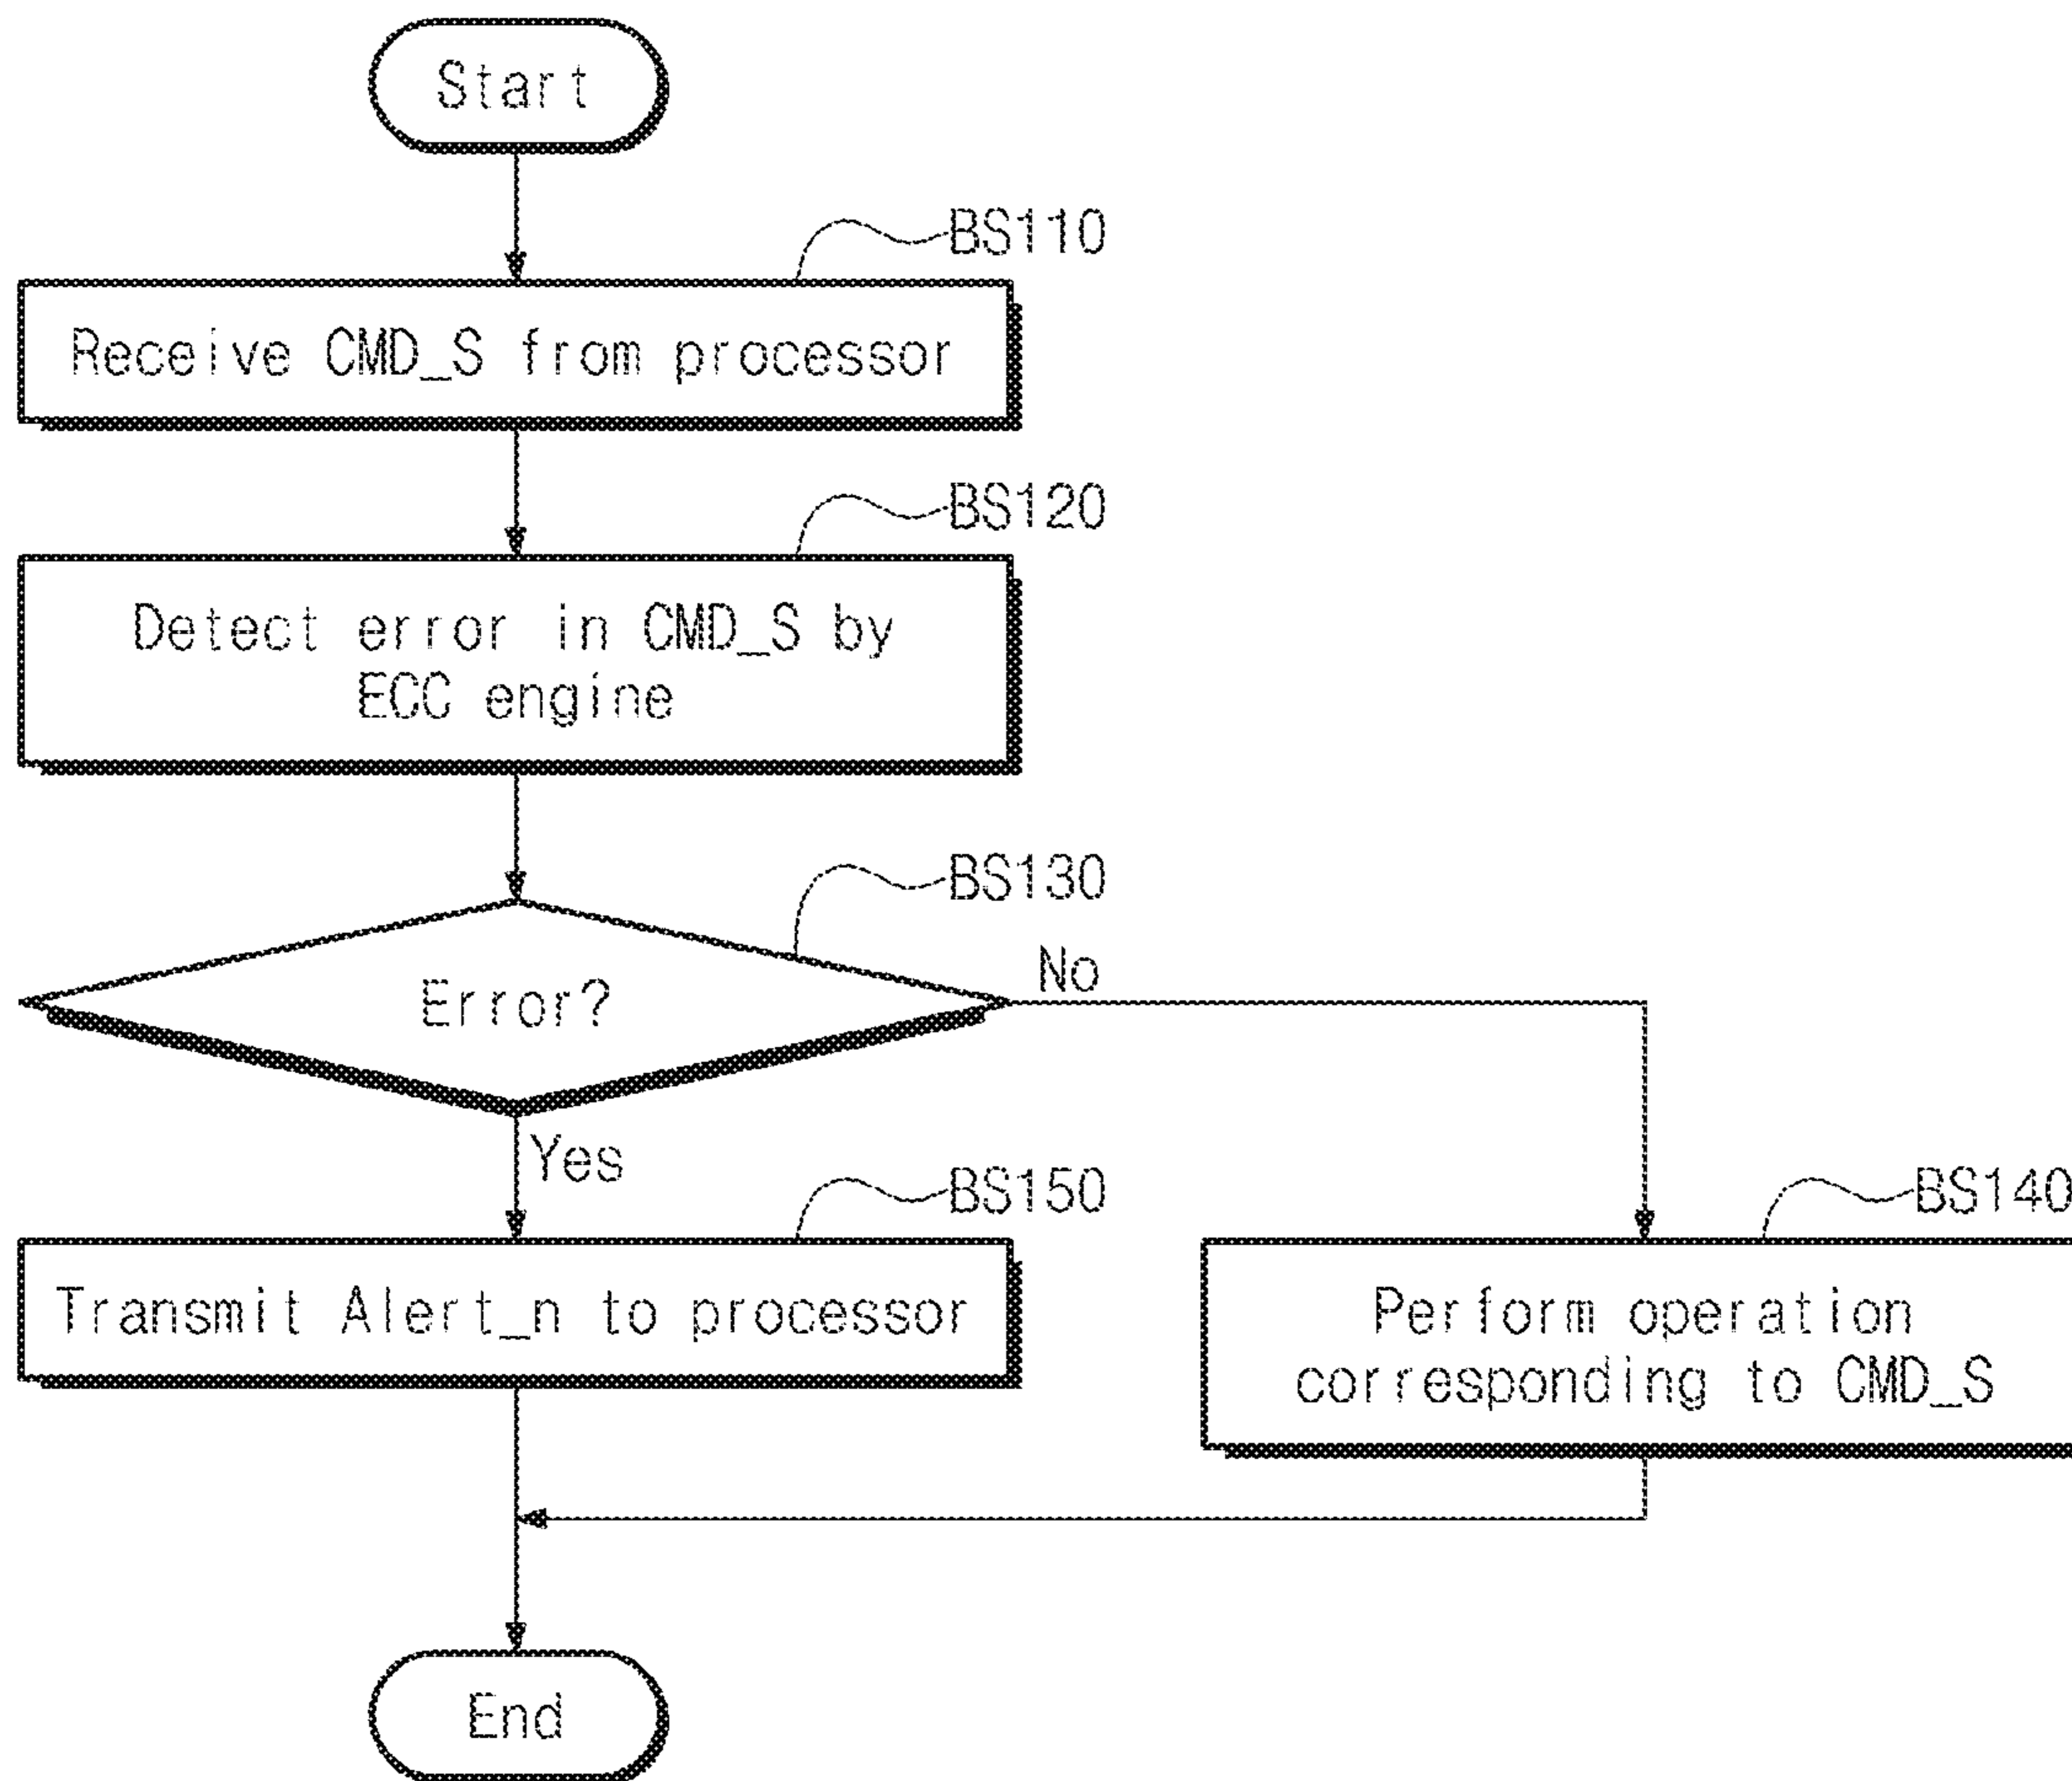 Start
BS110
Receive CMD_S from processor
BS120
Detect error in CMD_S by
ECC engine
BS130
Error?
No
Yes
BS150
Transmit Alert_n to processor
BS140
Perform operation
corresponding to CMD_S
End